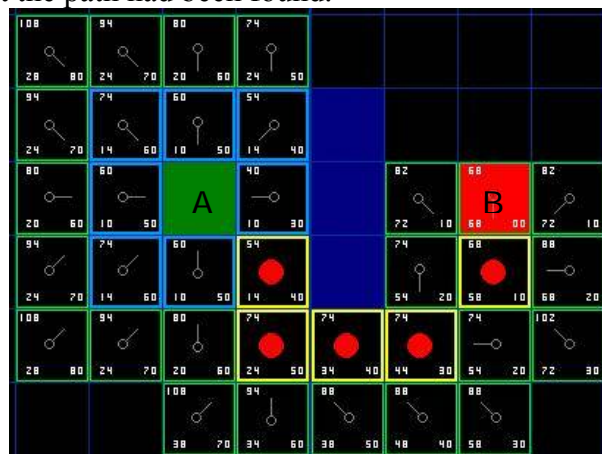 t the path had been found.
108 94 80 74
28 80 24 70 20 60 24 50
94 74 60 54
24 70 14 60 10 50 14 40
80 60 40 82 68 82
A B
20 60 10 50 10 30 72 10 68 00 72 10
94 74 60 54 74 68 88
24 70 14 60 10 50 14 40 54 20 58 10 68 20
108 94 80 74 74 74 74 102
28 80 24 70 20 60 24 50 34 40 44 30 54 20 72 30
108 94 88 88 88
38 70 34 60 38 50 48 40 58 30